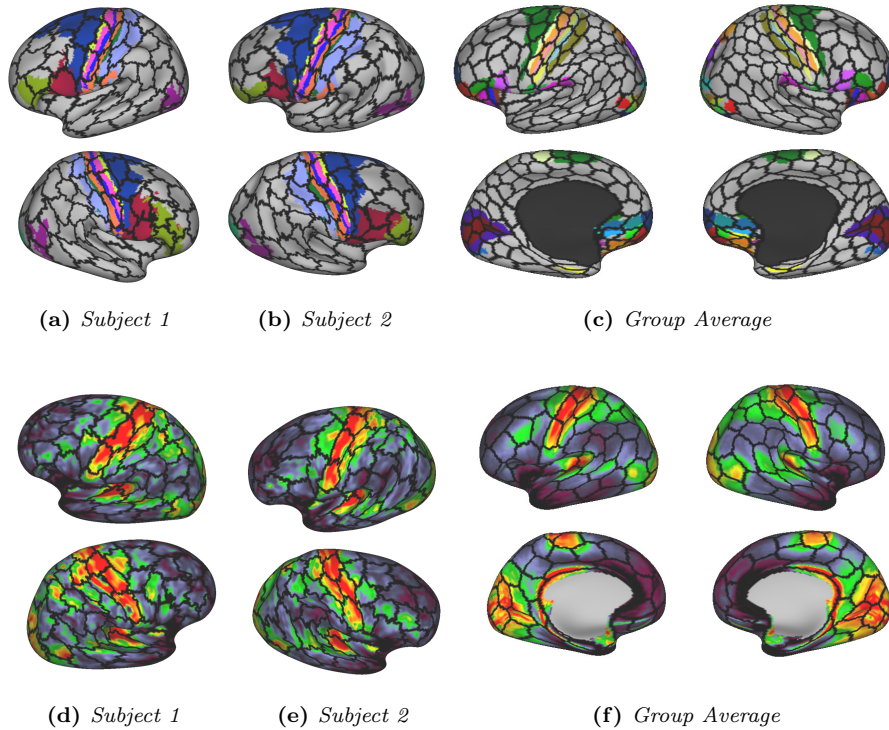 (a) Subject 1
(b) Subject 2
(c) Group Average
(d) Subject 1
(e) Subject 2
(f) Group Average